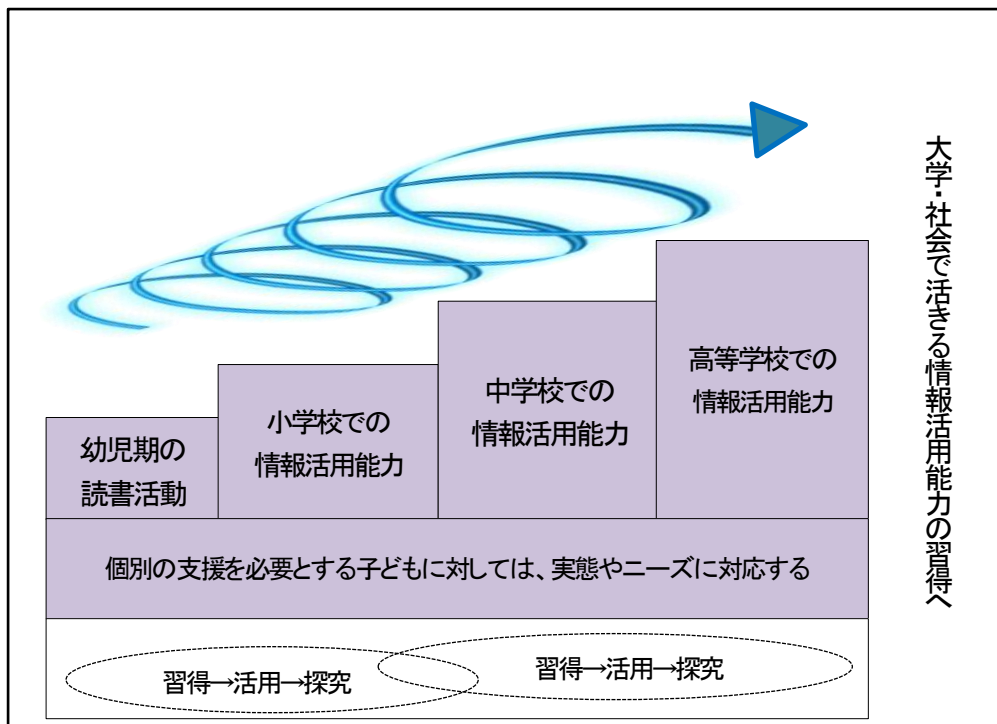 幼児期の
読書活動
小学校での
情報活用能力
中学校での
情報活用能力
高等学校での
情報活用能力
個別の支援を必要とする子どもに対しては、実態やニーズに対応する
習得→活用→探究
習得→活用→探究
大学・社会で活きる情報活用能力の習得へ